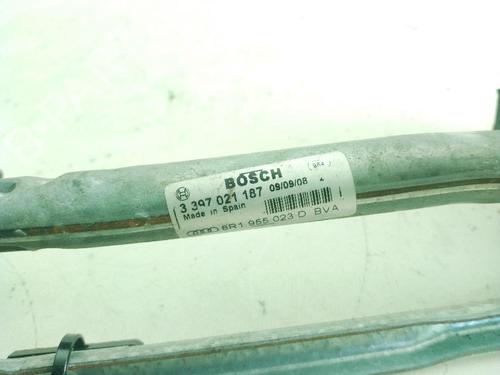 BOSCH
3 397 021 187 09/09/08
Made in Spain
8R1 955 023 D BVA